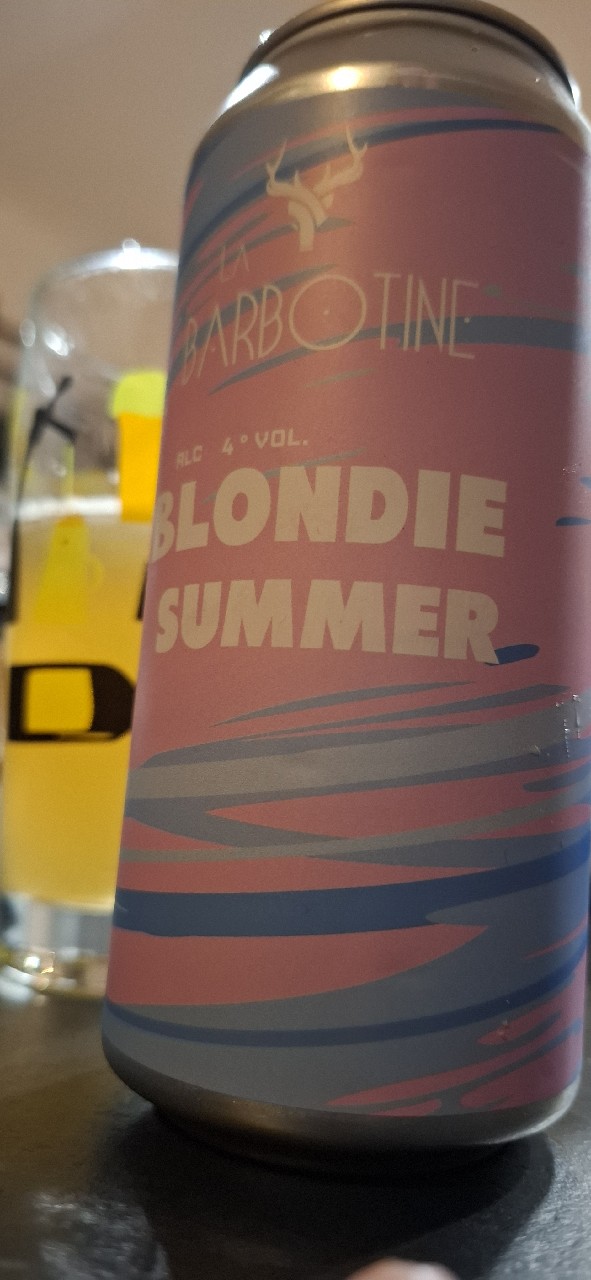 LA
BARBOTINE
ALC 4° VOL.
BLONDIE
SUMMER
D